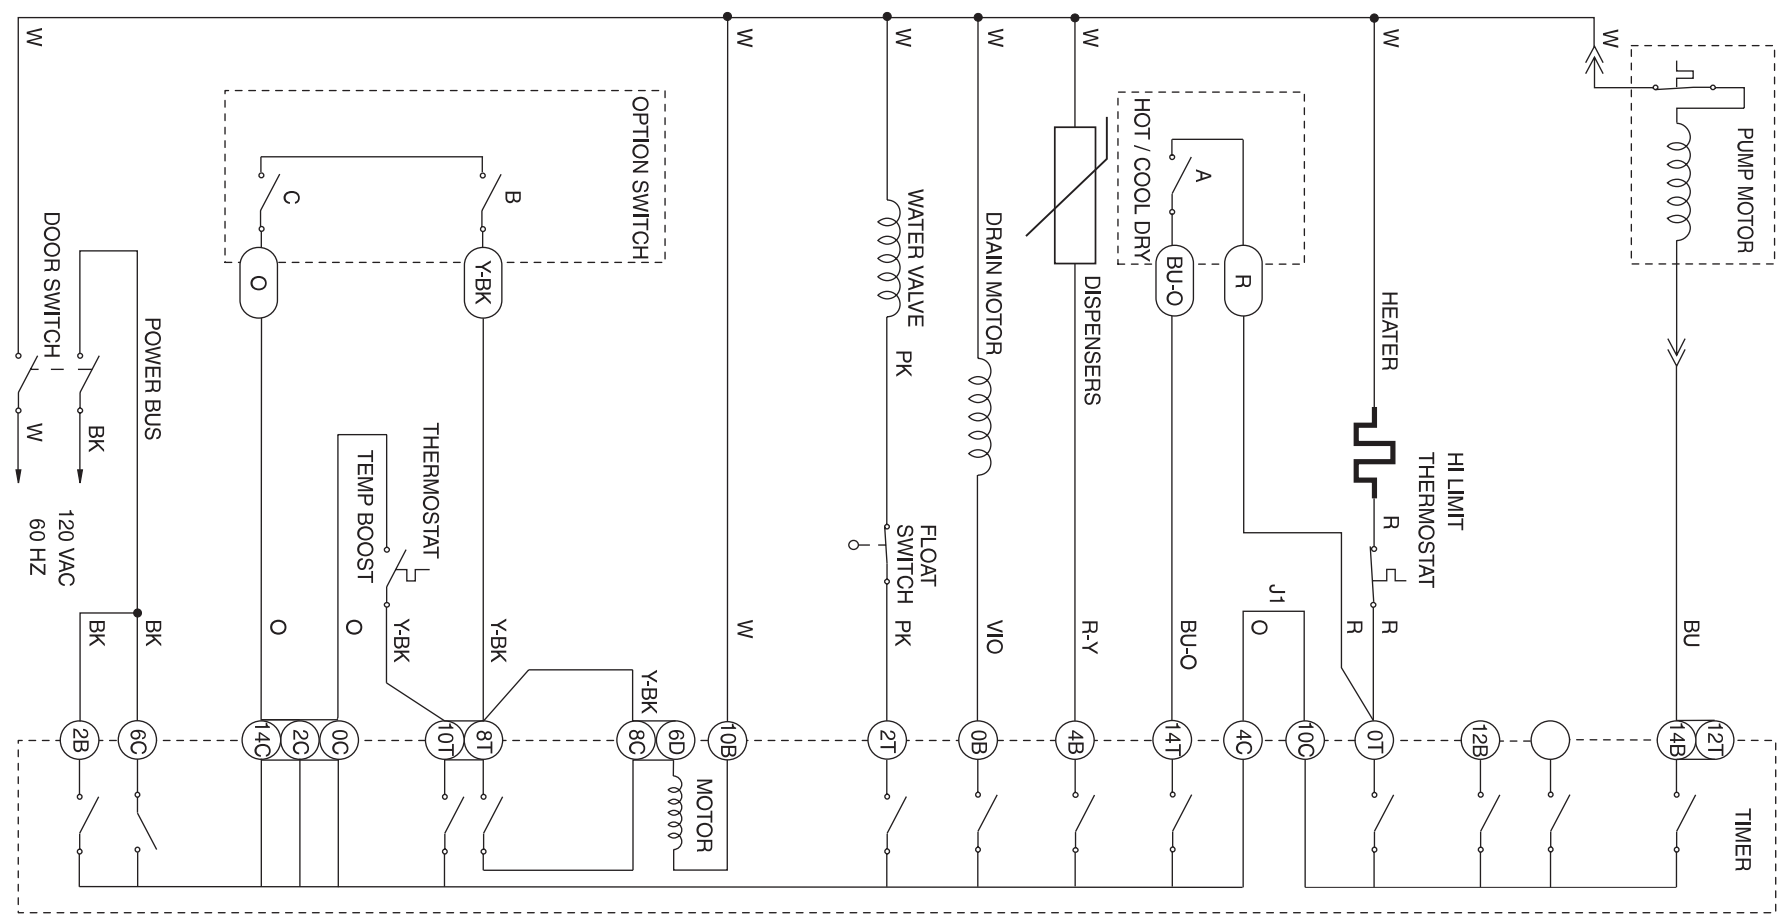 W
W
W
W
W
W
W
PUMP MOTOR
OPTION SWITCH
HOT / COOL DRY
C
B
A
DOOR SWITCH
WATER VALVE
DRAIN MOTOR
O
Y-BK
BU-O
R
DISPENSERS
HEATER
POWER BUS
PK
W
BK
THERMOSTAT
TEMP BOOST
HI LIMIT
THERMOSTAT
R
120 VAC
60 HZ
FLOAT
SWITCH
J1
BK
BK
O
O
Y-BK
Y-BK
Y-BK
W
PK
VIO
R-Y
BU-O
O
R
R
BU
2B
6C
14C
2C
0C
10T
8T
8C
6D
10B
2T
0B
4B
14T
4C
10C
0T
12B
14B
12T
MOTOR
TIMER